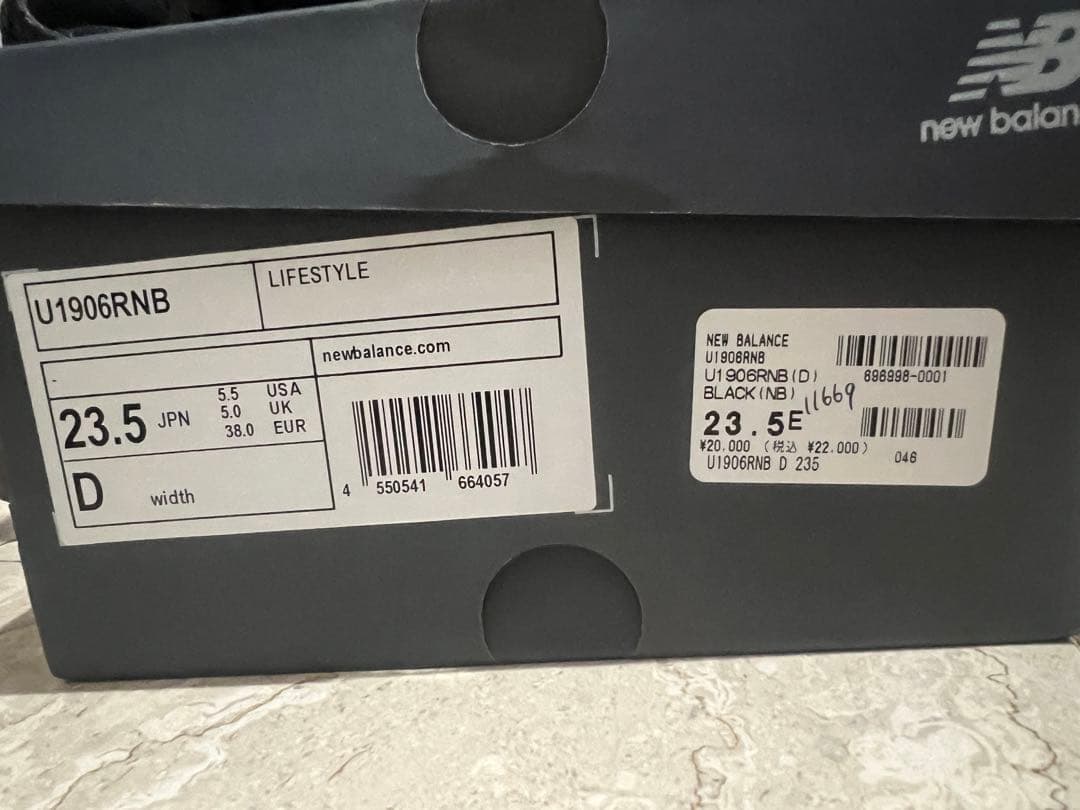 new balan
U1906RNB
LIFESTYLE
newbalance.com
-
23.5 JPN
5.5 USA
5.0 UK
38.0 EUR
D width
4 550541 664057
NEW BALANCE
U1906RNB
U1906RNB(D) 696998-0001
BLACK(NB) 11669
23.5E
¥20,000 (税込 ¥22,000)
U1906RNB D 235 046